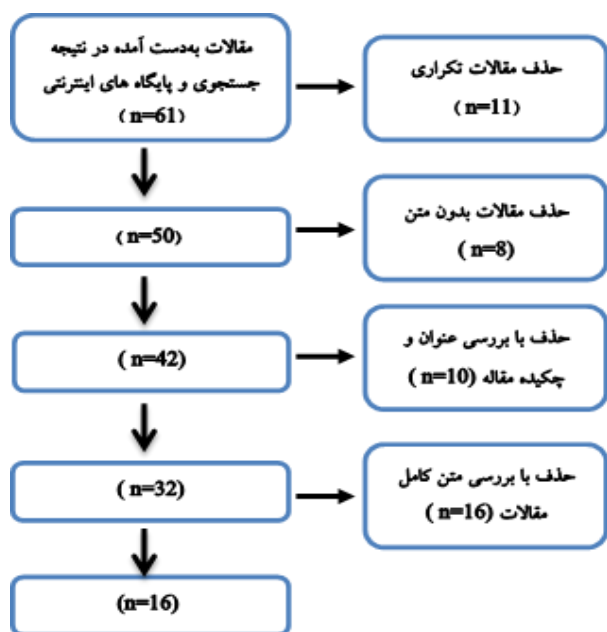 مقالات به‌دست آمده در نتیجه
جستجوی و پایگاه های اینترنتی
(n=61)
حذف مقالات تکراری
(n=11)
(n=50)
حذف مقالات بدون متن
(n=8)
(n=42)
حذف با بررسی عنوان و
چکیده مقاله (n=10)
(n=32)
حذف با بررسی متن کامل
مقالات (n=16)
(n=16)